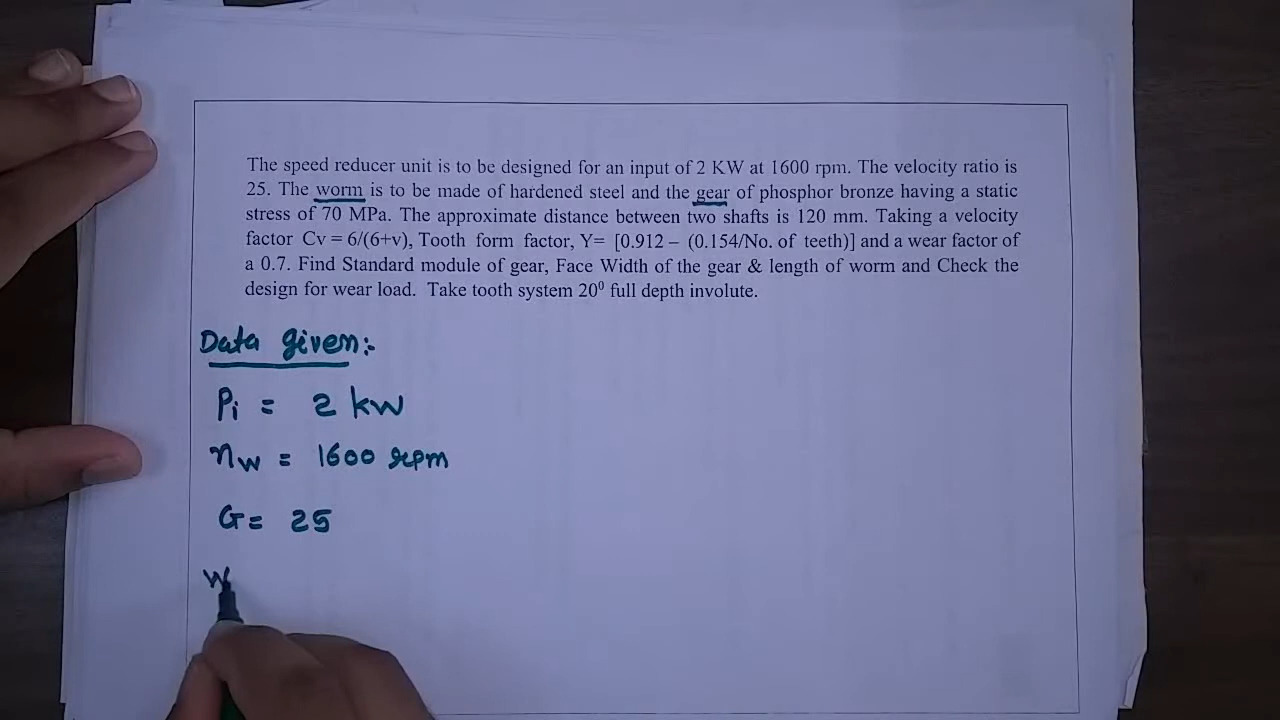 The speed reducer unit is to be designed for an input of 2 KW at 1600 rpm. The velocity ratio is
25. The worm is to be made of hardened steel and the gear of phosphor bronze having a static
stress of 70 MPa. The approximate distance between two shafts is 120 mm. Taking a velocity
factor Cv = 6/(6+v), Tooth form factor, Y= [0.912 – (0.154/No. of teeth)] and a wear factor of
a 0.7. Find Standard module of gear, Face Width of the gear & length of worm and Check the
design for wear load. Take tooth system 20⁰ full depth involute.
Data given:-
Pi = 2 kw
nw = 1600 rpm
G = 25
W